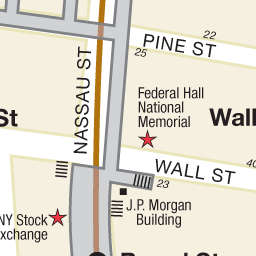 PINE ST
22
25
NASSAU ST
Federal Hall
National
Memorial
St
Wall
WALL ST
40
23
J.P. Morgan
Building
NY Stock
xchange